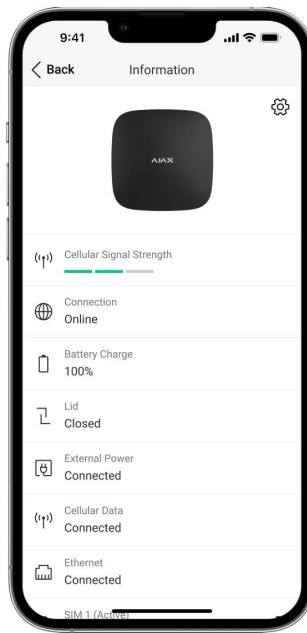 9:41
Back Information
AJAX
Cellular Signal Strength
Connection
Online
Battery Charge
100%
Lid
Closed
External Power
Connected
Cellular Data
Connected
Ethernet
Connected
SIM 1 (Active)